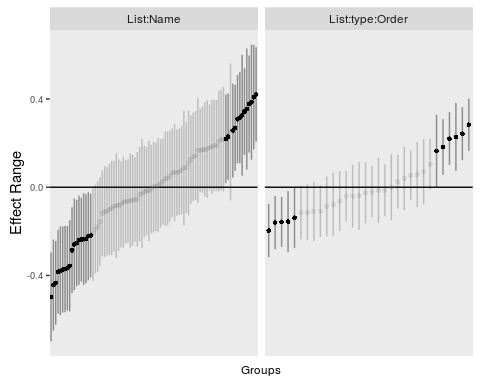 List:Name
List:type:Order
Effect Range
0.4
0.0
-0.4
Groups